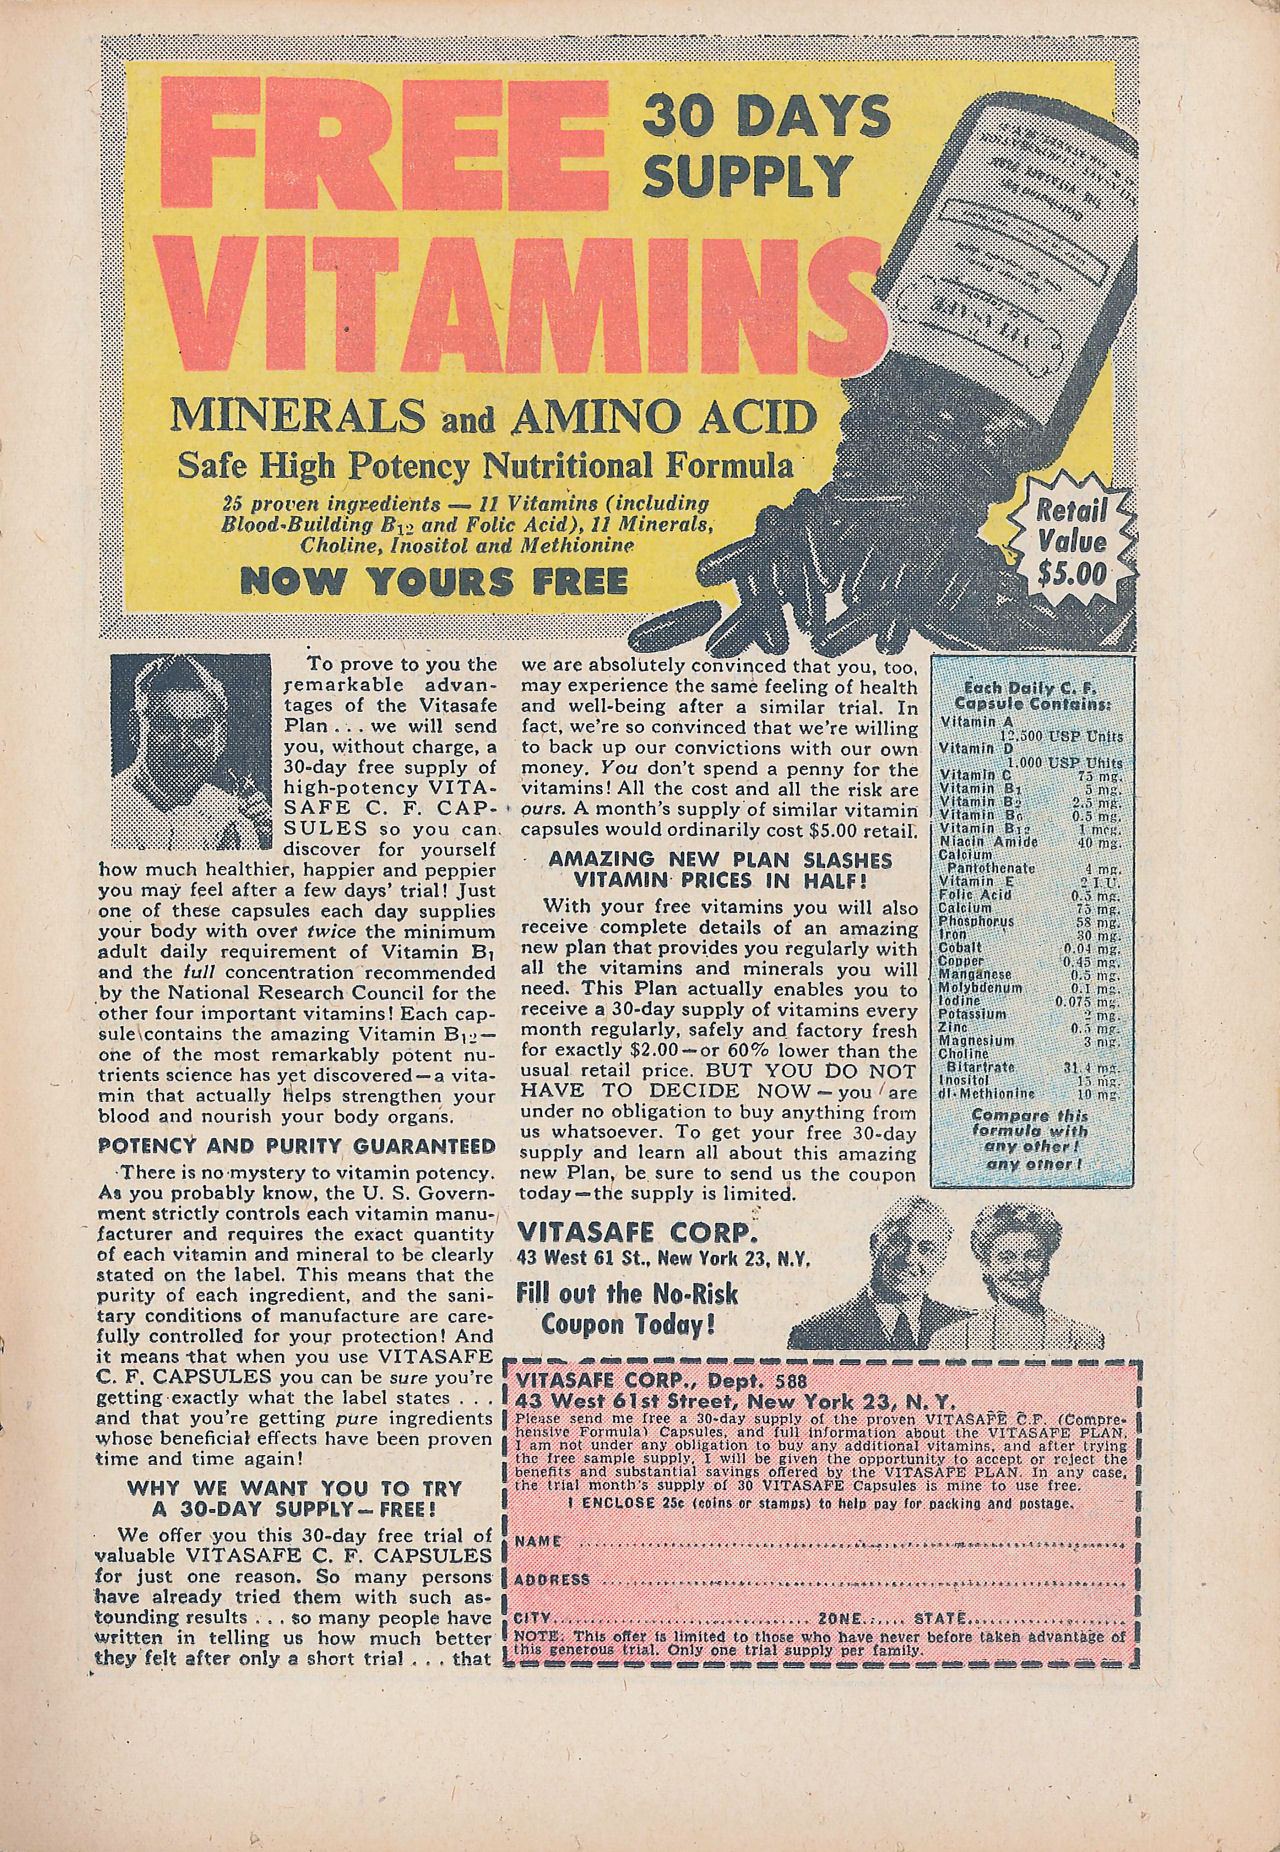 FREE
30 DAYS
SUPPLY
VITAMINS
MINERALS and AMINO ACID
Safe High Potency Nutritional Formula
25 proven ingredients — 11 Vitamins (including
Blood-Building B12 and Folic Acid), 11 Minerals,
Choline, Inositol and Methionine
NOW YOURS FREE
VITASAFE
Retail
Value
$5.00
To prove to you the
remarkable advan-
tages of the Vitasafe
Plan . . . we will send
you, without charge, a
30-day free supply of
high-potency VITA-
SAFE C. F. CAP-
SULES so you can
discover for yourself
how much healthier, happier and peppier
you may feel after a few days' trial! Just
one of these capsules each day supplies
your body with over twice the minimum
adult daily requirement of Vitamin B1
and the full concentration recommended
by the National Research Council for the
other four important vitamins! Each cap-
sule contains the amazing Vitamin B12—
one of the most remarkably potent nu-
trients science has yet discovered—a vita-
min that actually helps strengthen your
blood and nourish your body organs.
POTENCY AND PURITY GUARANTEED
There is no mystery to vitamin potency.
As you probably know, the U. S. Govern-
ment strictly controls each vitamin manu-
facturer and requires the exact quantity
of each vitamin and mineral to be clearly
stated on the label. This means that the
purity of each ingredient, and the sani-
tary conditions of manufacture are care-
fully controlled for your protection! And
it means that when you use VITASAFE
C. F. CAPSULES you can be sure you're
getting exactly what the label states . . .
and that you're getting pure ingredients
whose beneficial effects have been proven
time and time again!
WHY WE WANT YOU TO TRY
A 30-DAY SUPPLY—FREE!
We offer you this 30-day free trial of
valuable VITASAFE C. F. CAPSULES
for just one reason. So many persons
have already tried them with such as-
tounding results . . . so many people have
written in telling us how much better
they felt after only a short trial . . . that
we are absolutely convinced that you, too,
may experience the same feeling of health
and well-being after a similar trial. In
fact, we're so convinced that we're willing
to back up our convictions with our own
money. You don't spend a penny for the
vitamins! All the cost and all the risk are
ours. A month's supply of similar vitamin
capsules would ordinarily cost $5.00 retail.
AMAZING NEW PLAN SLASHES
VITAMIN PRICES IN HALF!
With your free vitamins you will also
receive complete details of an amazing
new plan that provides you regularly with
all the vitamins and minerals you will
need. This Plan actually enables you to
receive a 30-day supply of vitamins every
month regularly, safely and factory fresh
for exactly $2.00—or 60% lower than the
usual retail price. BUT YOU DO NOT
HAVE TO DECIDE NOW—you are
under no obligation to buy anything from
us whatsoever. To get your free 30-day
supply and learn all about this amazing
new Plan, be sure to send us the coupon
today—the supply is limited.
VITASAFE CORP.
43 West 61 St., New York 23, N.Y.
Fill out the No-Risk
Coupon Today!
Each Daily C. F.
Capsule Contains:
Vitamin A
12,500 USP Units
Vitamin D
1,000 USP Units
Vitamin C 75 mg.
Vitamin B1 5 mg.
Vitamin B2 2.5 mg.
Vitamin B6 0.5 mg.
Vitamin B12 1 mcg.
Niacin Amide 40 mg.
Calcium
Pantothenate 4 mg.
Vitamin E 2 I.U.
Folic Acid 0.5 mg.
Calcium 75 mg.
Phosphorus 58 mg.
Iron 30 mg.
Cobalt 0.04 mg.
Copper 0.45 mg.
Manganese 0.5 mg.
Molybdenum 0.1 mg.
Iodine 0.075 mg.
Potassium 2 mg.
Zinc 0.5 mg.
Magnesium 3 mg.
Choline
Bitartrate 31.4 mg.
Inositol 15 mg.
dl-Methionine 10 mg.
Compare this
formula with
any other!
any other!
VITASAFE CORP., Dept. 588
43 West 61st Street, New York 23, N. Y.
Please send me free a 30-day supply of the proven VITASAFE C.F. (Compre-
hensive Formula) Capsules, and full information about the VITASAFE PLAN.
I am not under any obligation to buy any additional vitamins, and after trying
the free sample supply, I will be given the opportunity to accept or reject the
benefits and substantial savings offered by the VITASAFE PLAN. In any case,
the trial month's supply of 30 VITASAFE Capsules is mine to use free.
I ENCLOSE 25c (coins or stamps) to help pay for packing and postage.
NAME
ADDRESS
CITY ZONE STATE
NOTE: This offer is limited to those who have never before taken advantage of
this generous trial. Only one trial supply per family.